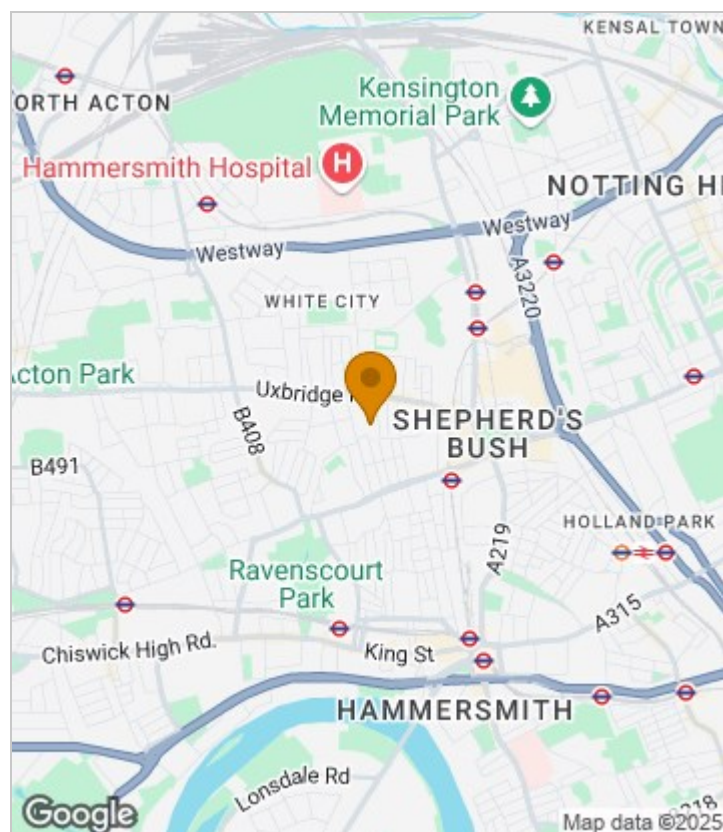 KENSAL TOWN
ORTH ACTON
Kensington
Memorial Park
Hammersmith Hospital
H
NOTTING HI
Westway
Westway
A3220
WHITE CITY
Acton Park
Uxbridge
B408
SHEPHERD'S
BUSH
B491
HOLLAND PARK
A219
Ravenscourt
Park
A315
Chiswick High Rd.
King St
HAMMERSMITH
Lonsdale Rd
Google
Map data ©2025